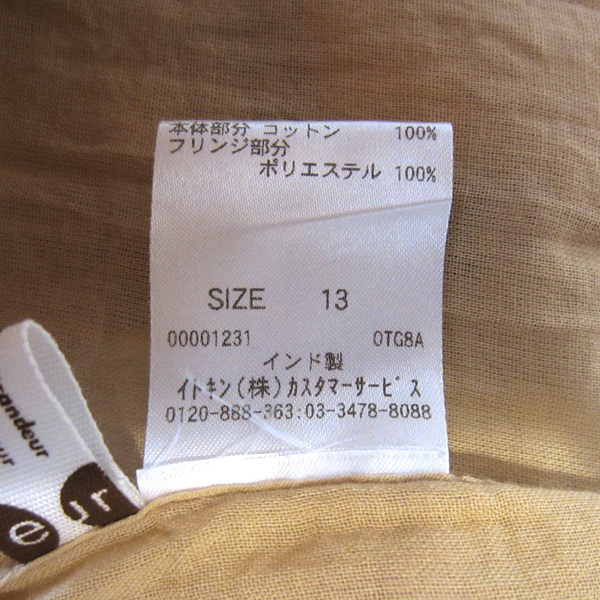 本体部分 コットン 100%
フリンジ部分
ポリエステル 100%
SIZE 13
00001231 0TG8A
インド製
イトキン(株)カスタマーサービス
0120-888-363:03-3478-8088
randeur
ur
e